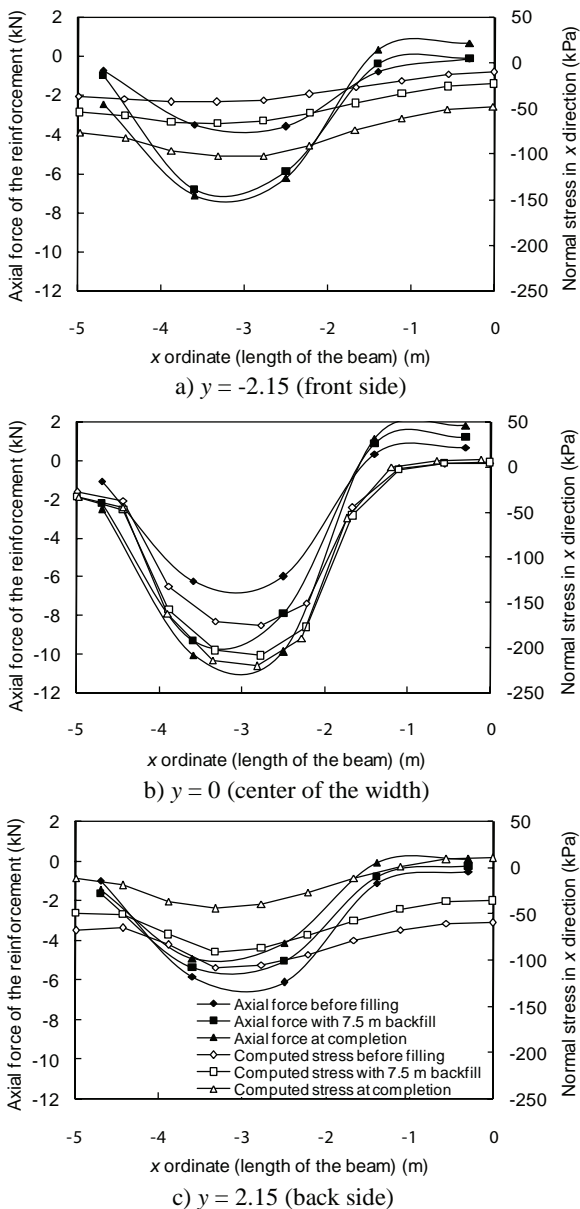 Axial force of the reinforcement (kN)
2
0
-2
-4
-6
-8
-10
-12
50
0
-50
-100
-150
-200
-250
Normal stress in x direction (kPa)
-5 -4 -3 -2 -1 0
x ordinate (length of the beam) (m)
a) y = -2.15 (front side)
Axial force of the reinforcement (kN)
2
0
-2
-4
-6
-8
-10
-12
50
0
-50
-100
-150
-200
-250
Normal stress in x direction (kPa)
-5 -4 -3 -2 -1 0
x ordinate (length of the beam) (m)
b) y = 0 (center of the width)
Axial force of the reinforcement (kN)
2
0
-2
-4
-6
-8
-10
-12
50
0
-50
-100
-150
-200
-250
Normal stress in x direction (kPa)
Axial force before filling
Axial force with 7.5 m backfill
Axial force at completion
Computed stress before filling
Computed stress with 7.5 m backfill
Computed stress at completion
-5 -4 -3 -2 -1 0
x ordinate (length of the beam) (m)
c) y = 2.15 (back side)